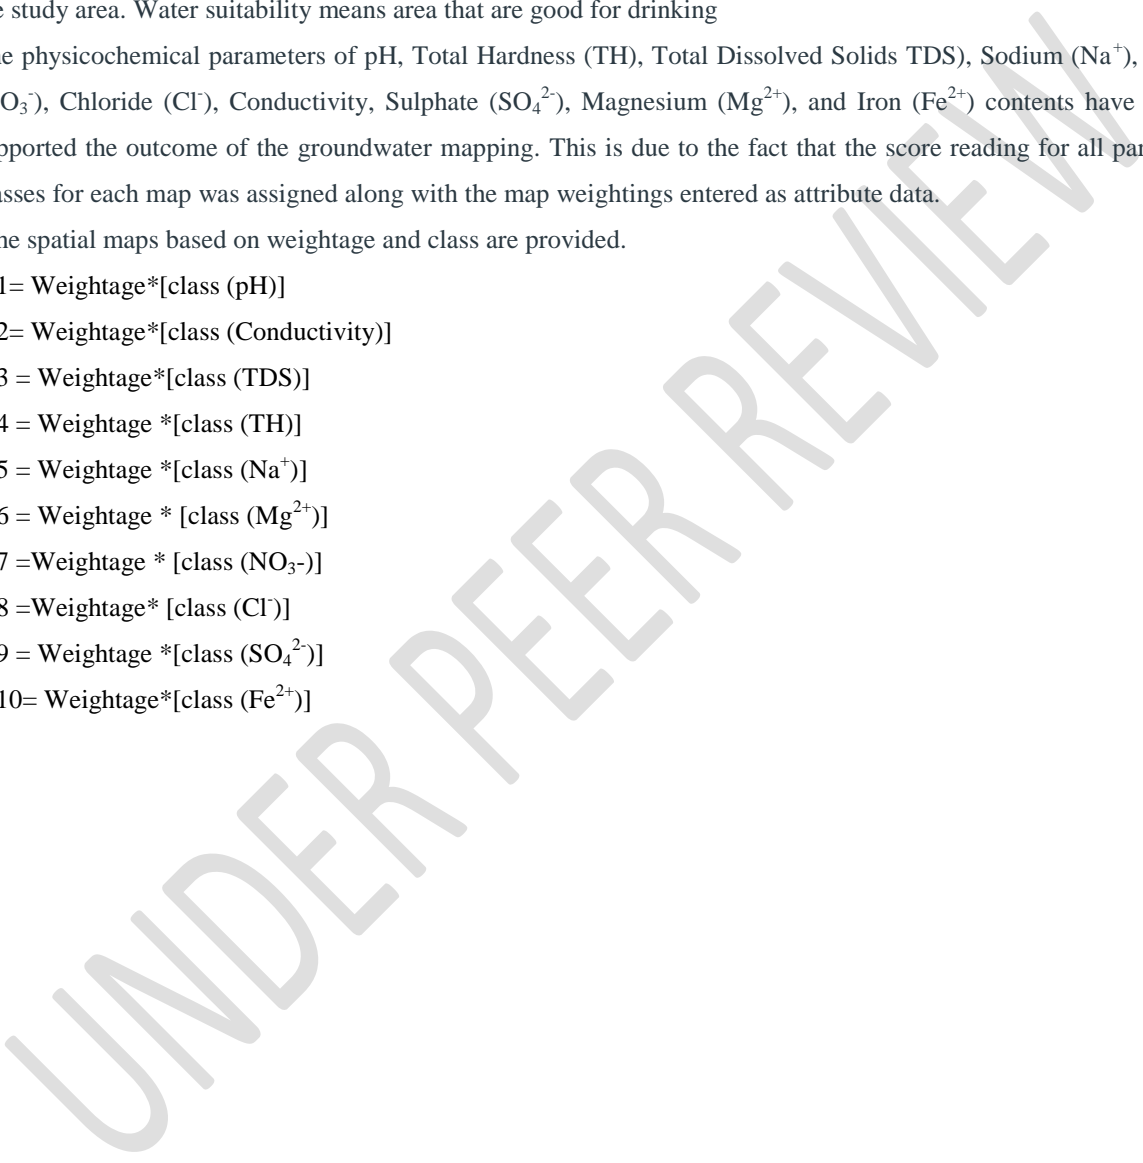 study area. Water suitability means area that are good for drinking
physicochemical parameters of pH, Total Hardness (TH), Total Dissolved Solids TDS), Sodium (Na⁺),
O₃⁻), Chloride (Cl⁻), Conductivity, Sulphate (SO₄²⁻), Magnesium (Mg²⁺), and Iron (Fe²⁺) contents have
the outcome of the groundwater mapping. This is due to the fact that the score reading for all
for each map was assigned along with the map weightings entered as attribute data.
spatial maps based on weightage and class are provided.
1= Weightage*[class (pH)]
2= Weightage*[class (Conductivity)]
3 = Weightage*[class (TDS)]
4 = Weightage *[class (TH)]
5 = Weightage *[class (Na⁺)]
6 = Weightage * [class (Mg²⁺)]
7 =Weightage * [class (NO₃-)]
8 =Weightage* [class (Cl⁻)]
9 = Weightage *[class (SO₄²⁻)]
10= Weightage*[class (Fe²⁺)]
UNDER PEER REVIEW